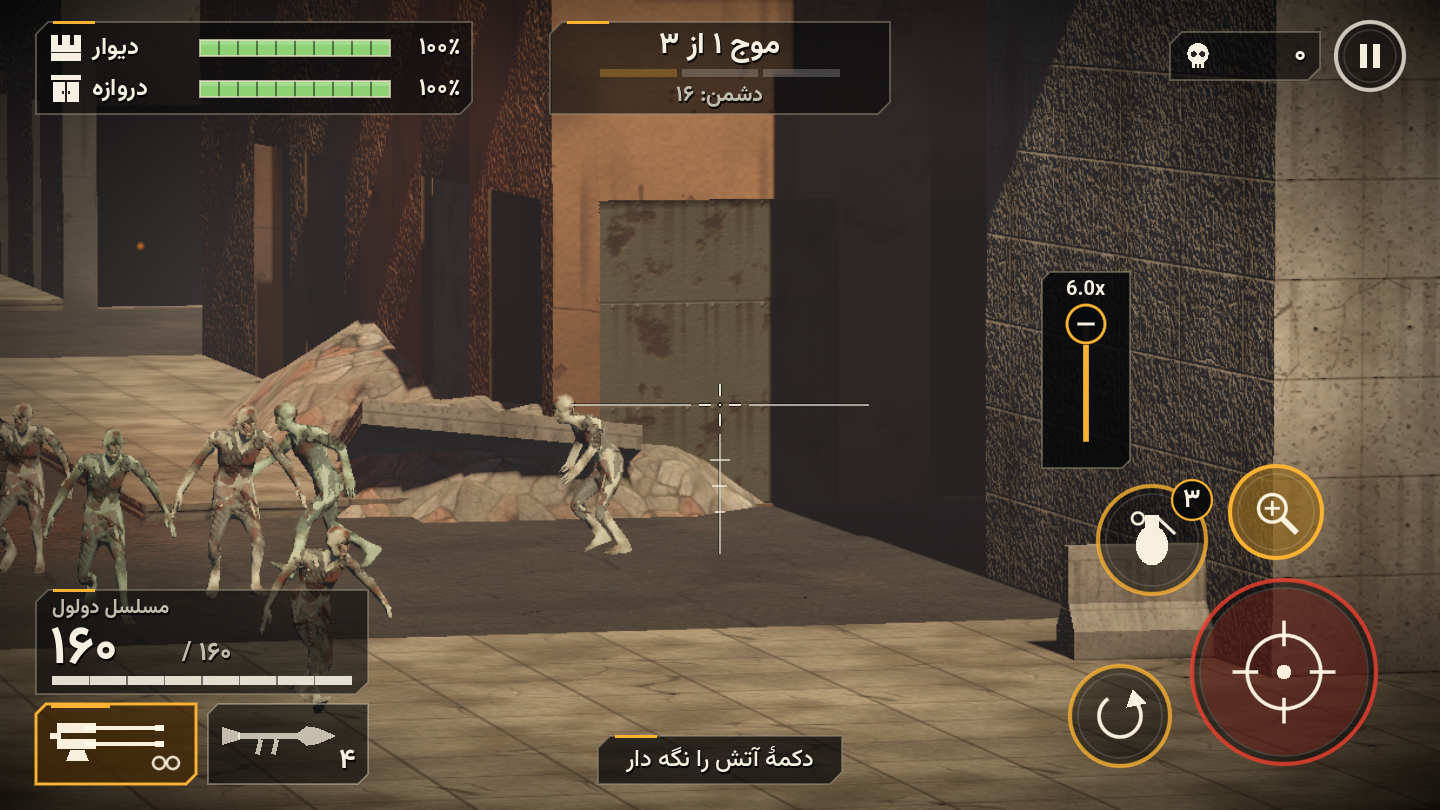 دیوار ۱۰۰٪
دروازه ۱۰۰٪
موج ۱ از ۳
دشمن: ۱۶
۰
6.0x
۳
مسلسل دولول
۱۶۰ / ۱۶۰
∞
۴
دکمهٔ آتش را نگه دار